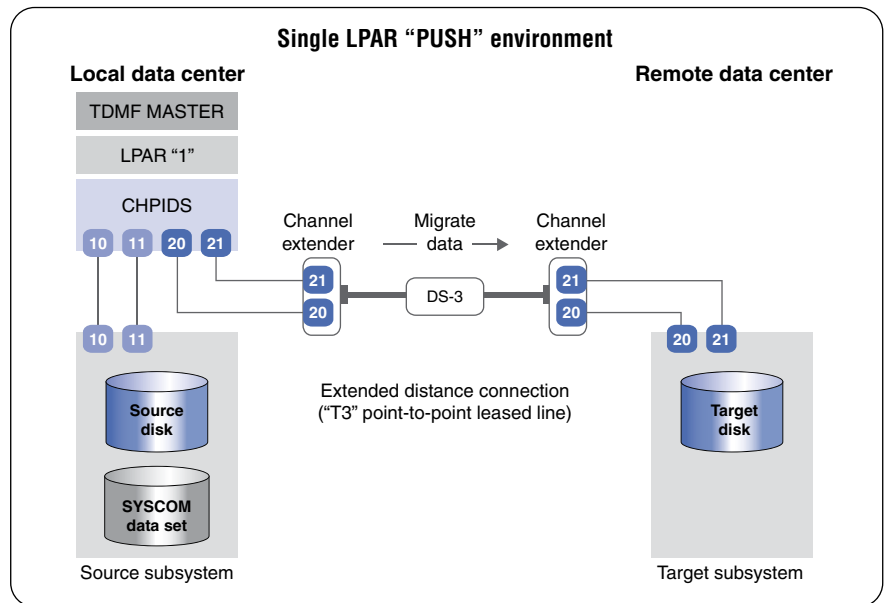 Single LPAR “PUSH” environment
Local data center
Remote data center
TDMF MASTER
LPAR “1”
CHPIDS
10
11
20
21
Channel
extender
Migrate
data
Channel
extender
21
20
DS-3
21
20
10
11
20
21
Source
disk
SYSCOM
data set
Extended distance connection
(“T3” point-to-point leased line)
Target
disk
Source subsystem
Target subsystem